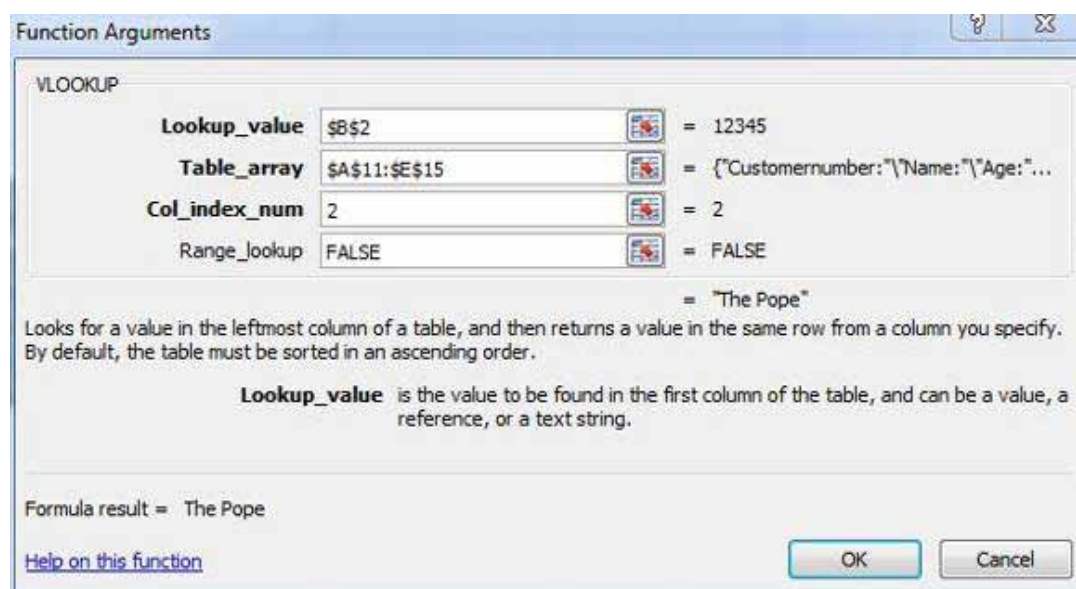 Function Arguments
VLOOKUP
Lookup_value $B$2 = 12345
Table_array $A$11:$E$15 = {"Customernumber:"\"Name:"\"Age:"...
Col_index_num 2 = 2
Range_lookup FALSE = FALSE
= "The Pope"
Looks for a value in the leftmost column of a table, and then returns a value in the same row from a column you specify.
By default, the table must be sorted in an ascending order.
Lookup_value is the value to be found in the first column of the table, and can be a value, a
reference, or a text string.
Formula result = The Pope
Help on this function OK Cancel